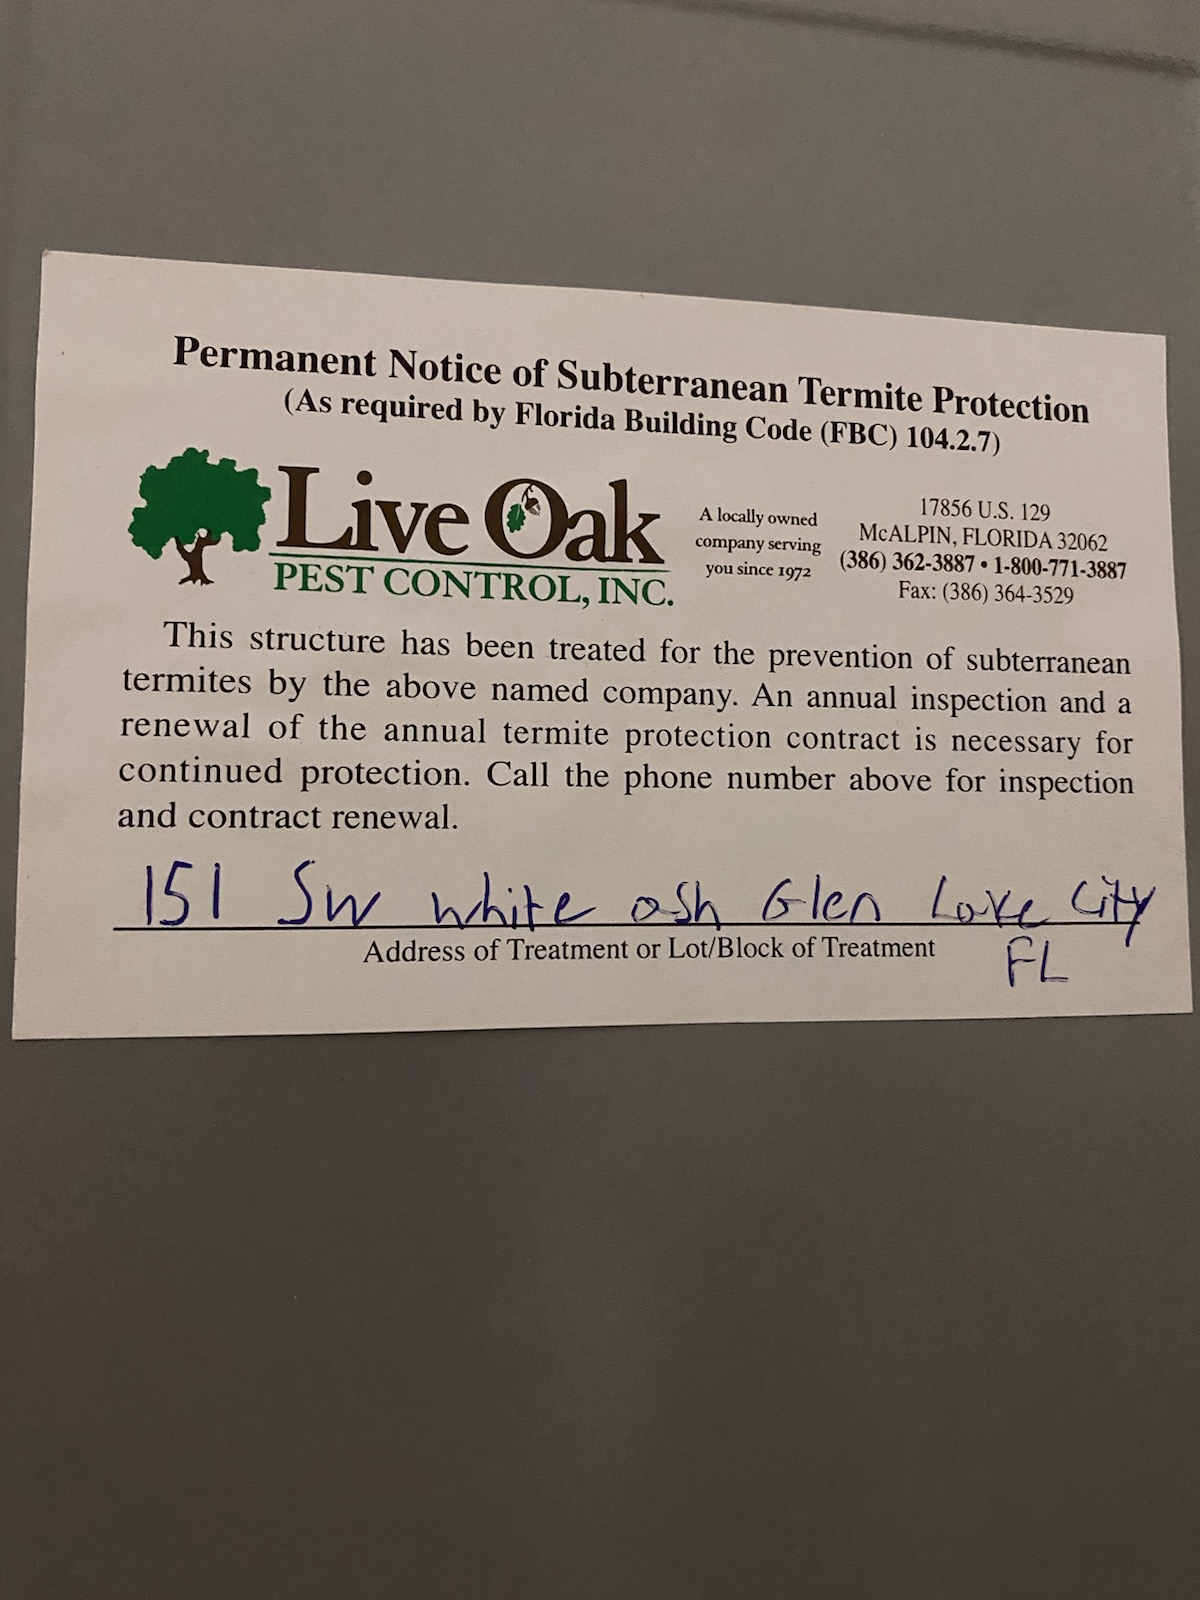 Permanent Notice of Subterranean Termite Protection
(As required by Florida Building Code (FBC) 104.2.7)
Live Oak
PEST CONTROL, INC.
A locally owned
company serving
you since 1972
17856 U.S. 129
McALPIN, FLORIDA 32062
(386) 362-3887 • 1-800-771-3887
Fax: (386) 364-3529
This structure has been treated for the prevention of subterranean
termites by the above named company. An annual inspection and a
renewal of the annual termite protection contract is necessary for
continued protection. Call the phone number above for inspection
and contract renewal.
151 SW white ash Glen Lake City
FL
Address of Treatment or Lot/Block of Treatment